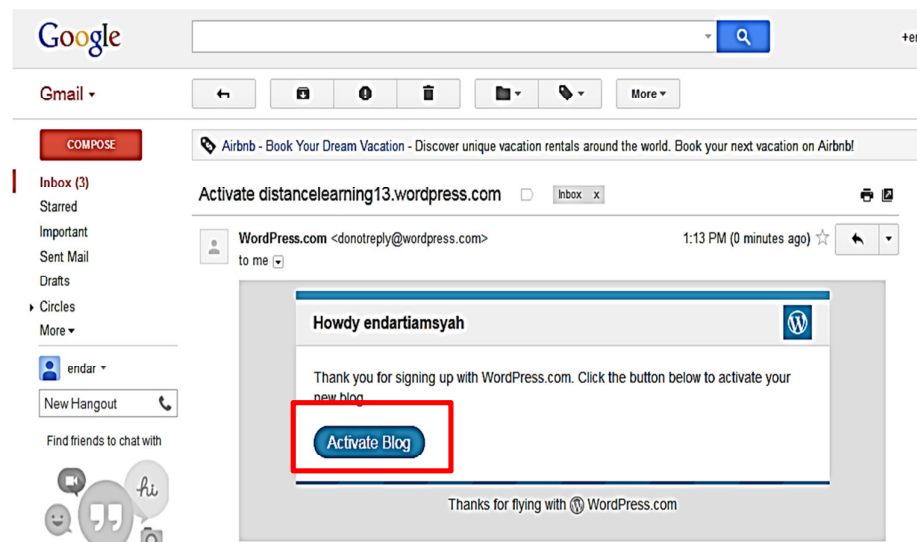 Google
+er
Gmail
More
COMPOSE
Airbnb - Book Your Dream Vacation - Discover unique vacation rentals around the world. Book your next vacation on Airbnb!
Inbox (3)
Starred
Important
Sent Mail
Drafts
Circles
More
Activate distancelearning13.wordpress.com
Inbox x
WordPress.com <donotreply@wordpress.com>
1:13 PM (0 minutes ago)
to me
Howdy endartiamsyah
Thank you for signing up with WordPress.com. Click the button below to activate your
new blog
Activate Blog
Thanks for flying with WordPress.com
endar
New Hangout
Find friends to chat with
hi